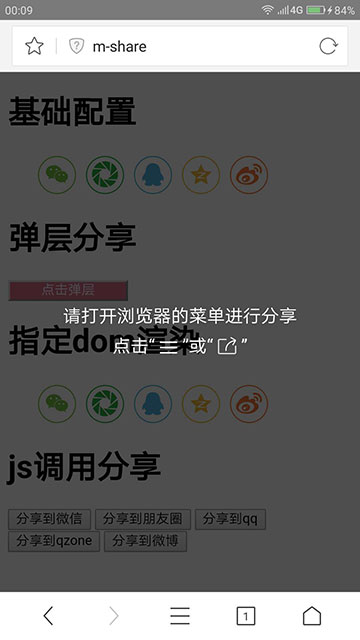 00:09
4G
84%
m-share
基础配置
弹层分享
点击弹层
请打开浏览器的菜单进行分享
指定dom渲染
点击“ ”或“ ”
js调用分享
分享到微信 分享到朋友圈 分享到qq
分享到qzone 分享到微博
1